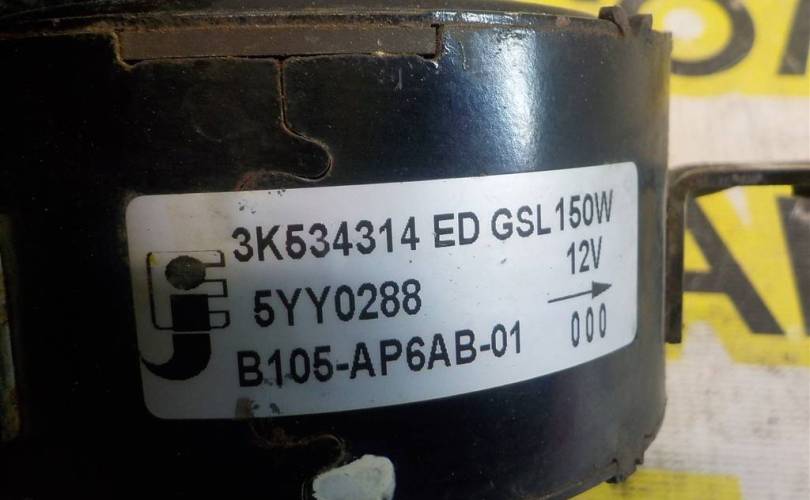 3K534314 ED GSL150W
12V
5YY0288
B105-AP6AB-01
000